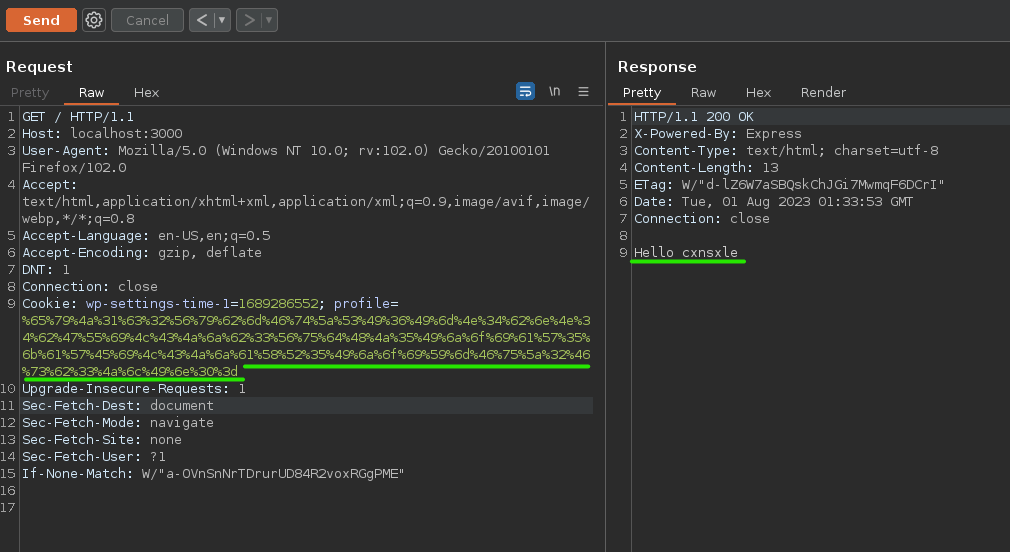 Send Cancel < ▼ > ▼
Request
Pretty Raw Hex \n
1 GET / HTTP/1.1
2 Host: localhost:3000
3 User-Agent: Mozilla/5.0 (Windows NT 10.0; rv:102.0) Gecko/20100101
Firefox/102.0
4 Accept:
text/html,application/xhtml+xml,application/xml;q=0.9,image/avif,image/
webp,*/*;q=0.8
5 Accept-Language: en-US,en;q=0.5
6 Accept-Encoding: gzip, deflate
7 DNT: 1
8 Connection: close
9 Cookie: wp-settings-time-1=1689286552; profile=
%65%79%4a%31%63%32%56%79%62%6d%46%74%5a%53%49%36%49%6d%4e%34%62%6e%4e%3
4%62%47%55%69%4c%43%4a%6a%62%33%56%75%64%48%4a%35%49%6a%6f%69%61%57%35%
6b%61%57%45%69%4c%43%4a%6a%61%58%52%35%49%6a%6f%69%59%6d%46%75%5a%32%46
%73%62%33%4a%6c%49%6e%30%3d
10 Upgrade-Insecure-Requests: 1
11 Sec-Fetch-Dest: document
12 Sec-Fetch-Mode: navigate
13 Sec-Fetch-Site: none
14 Sec-Fetch-User: ?1
15 If-None-Match: W/"a-OVnSnNrTDrurUD84R2voxRGgPME"
16
17
Response
Pretty Raw Hex Render
1 HTTP/1.1 200 OK
2 X-Powered-By: Express
3 Content-Type: text/html; charset=utf-8
4 Content-Length: 13
5 ETag: W/"d-lZ6W7aSBQskChJGi7MwmqF6DCrI"
6 Date: Tue, 01 Aug 2023 01:33:53 GMT
7 Connection: close
8
9 Hello cxnsxle